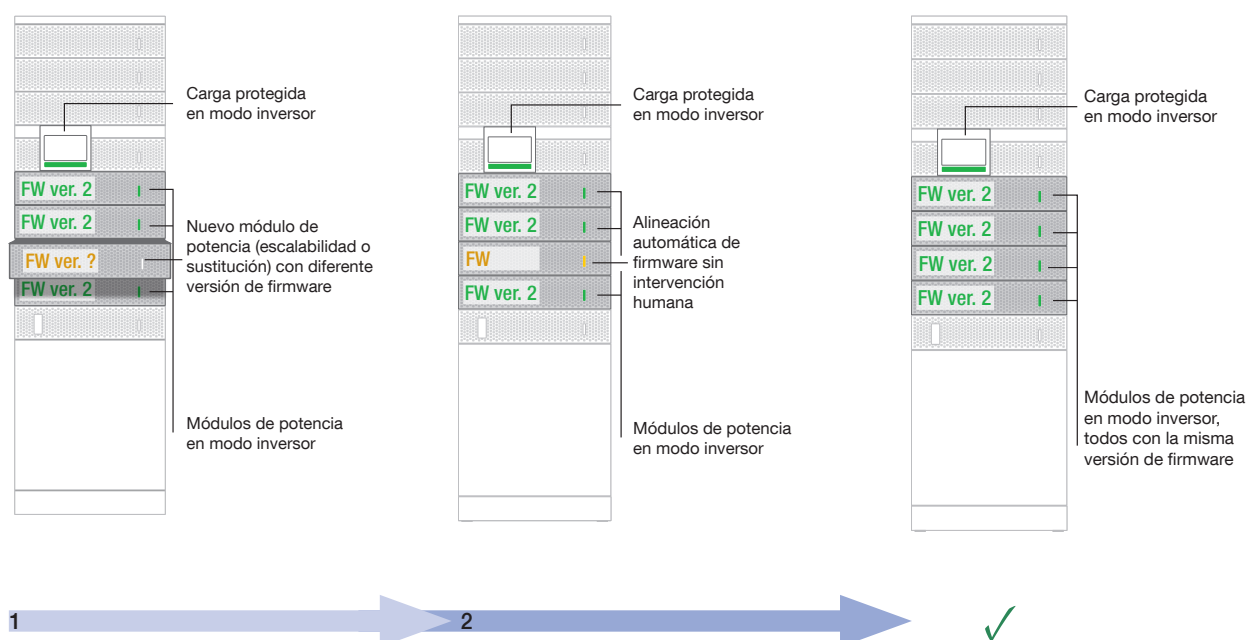 Carga protegida
en modo inversor
FW ver. 2
FW ver. 2
Nuevo módulo de
potencia (escalabilidad o
sustitución) con diferente
versión de firmware
FW ver. ?
FW ver. 2
Módulos de potencia
en modo inversor
Carga protegida
en modo inversor
FW ver. 2
FW ver. 2
Alineación
automática de
firmware sin
intervención
humana
FW
FW ver. 2
Módulos de potencia
en modo inversor
Carga protegida
en modo inversor
FW ver. 2
FW ver. 2
FW ver. 2
FW ver. 2
Módulos de potencia
en modo inversor,
todos con la misma
versión de firmware
1
2